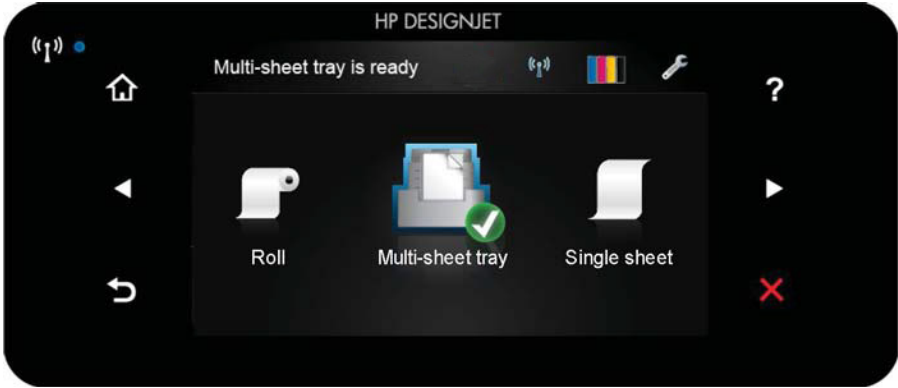 HP DESIGNJET
Multi-sheet tray is ready
?
Roll
Multi-sheet tray
Single sheet